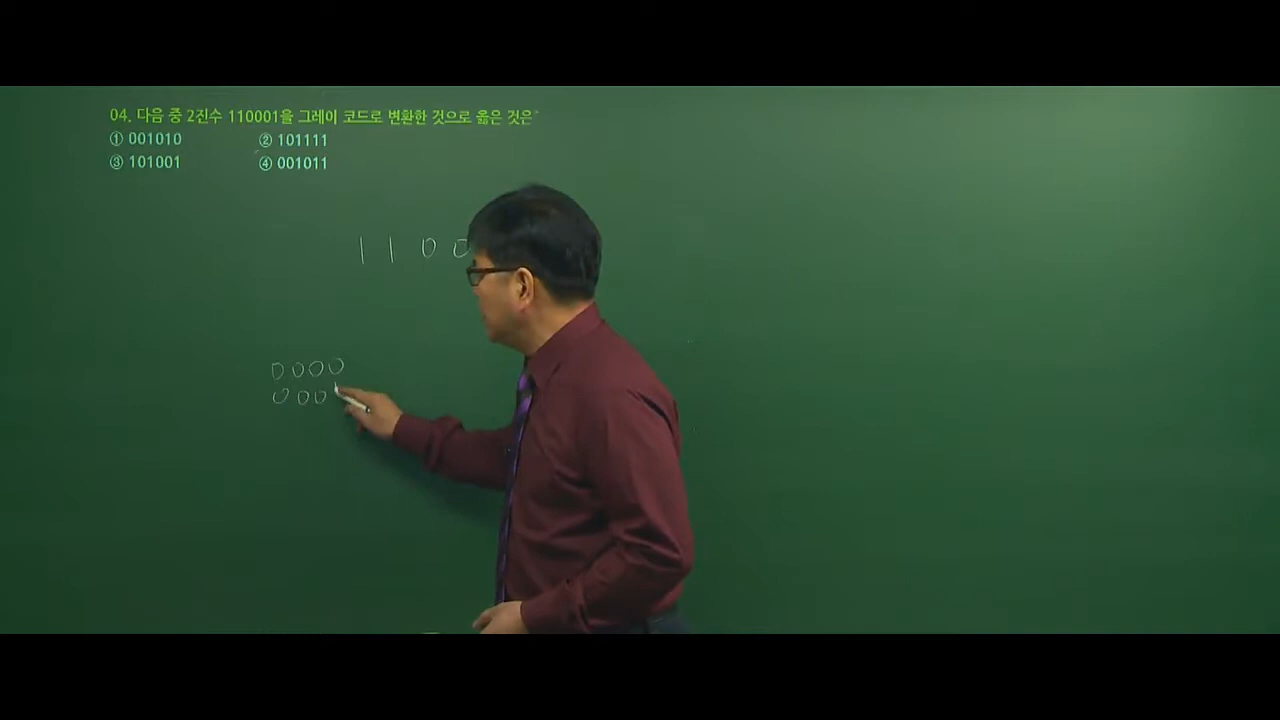 04. 다음 중 2진수 110001을 그레이 코드로 변환한 것으로 옳은 것은?
① 001010 ② 101111
③ 101001 ④ 001011
1 1 0 0
0 0 0 0
0 0 0